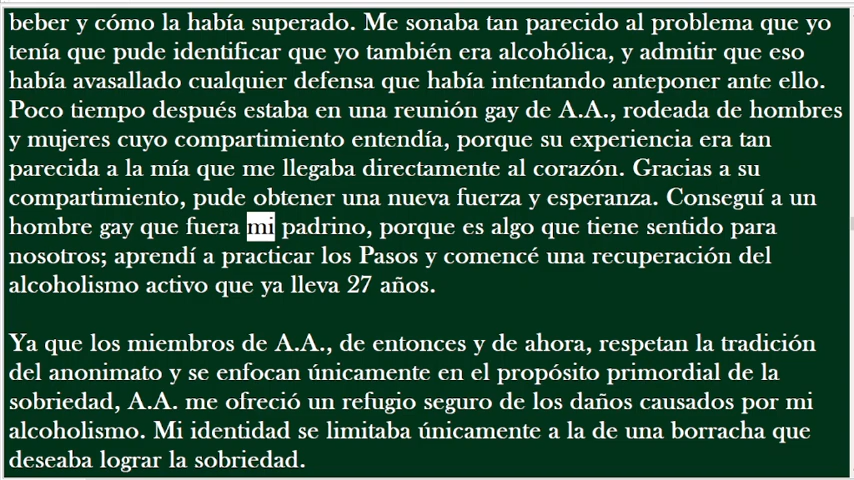 beber y cómo la había superado. Me sonaba tan parecido al problema que yo
tenía que pude identificar que yo también era alcohólica, y admitir que eso
había avasallado cualquier defensa que había intentando anteponer ante ello.
Poco tiempo después estaba en una reunión gay de A.A., rodeada de hombres
y mujeres cuyo compartimiento entendía, porque su experiencia era tan
parecida a la mía que me llegaba directamente al corazón. Gracias a su
compartimiento, pude obtener una nueva fuerza y esperanza. Conseguí a un
hombre gay que fuera mi padrino, porque es algo que tiene sentido para
nosotros; aprendí a practicar los Pasos y comencé una recuperación del
alcoholismo activo que ya lleva 27 años.
Ya que los miembros de A.A., de entonces y de ahora, respetan la tradición
del anonimato y se enfocan únicamente en el propósito primordial de la
sobriedad, A.A. me ofreció un refugio seguro de los daños causados por mi
alcoholismo. Mi identidad se limitaba únicamente a la de una borracha que
deseaba lograr la sobriedad.